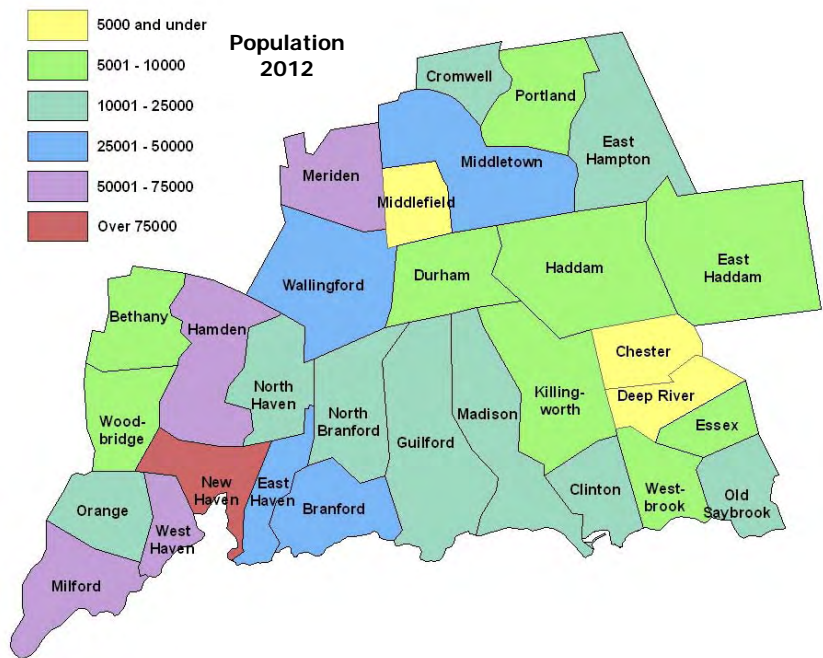 5000 and under
5001 - 10000
10001 - 25000
25001 - 50000
50001 - 75000
Over 75000
Population
2012
Cromwell
Portland
East
Hampton
Middletown
Meriden
Middlefield
Wallingford
Durham
Haddam
East
Haddam
Bethany
Hamden
North
Haven
Wood-
bridge
North
Branford
Guilford
Madison
Killing-
worth
Chester
Deep River
Essex
New
Haven
East
Haven
Branford
Clinton
West-
brook
Old
Saybrook
Orange
West
Haven
Milford